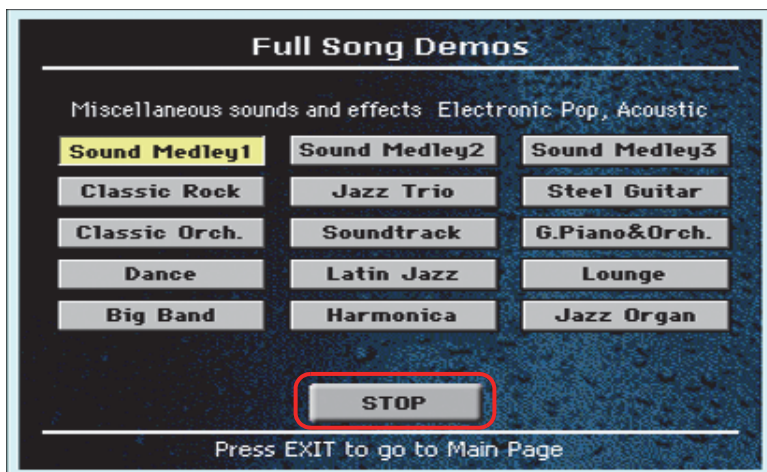 Full Song Demos
Miscellaneous sounds and effects Electronic Pop, Acoustic
Sound Medley1 Sound Medley2 Sound Medley3
Classic Rock Jazz Trio Steel Guitar
Classic Orch. Soundtrack G.Piano&Orch.
Dance Latin Jazz Lounge
Big Band Harmonica Jazz Organ
STOP
Press EXIT to go to Main Page